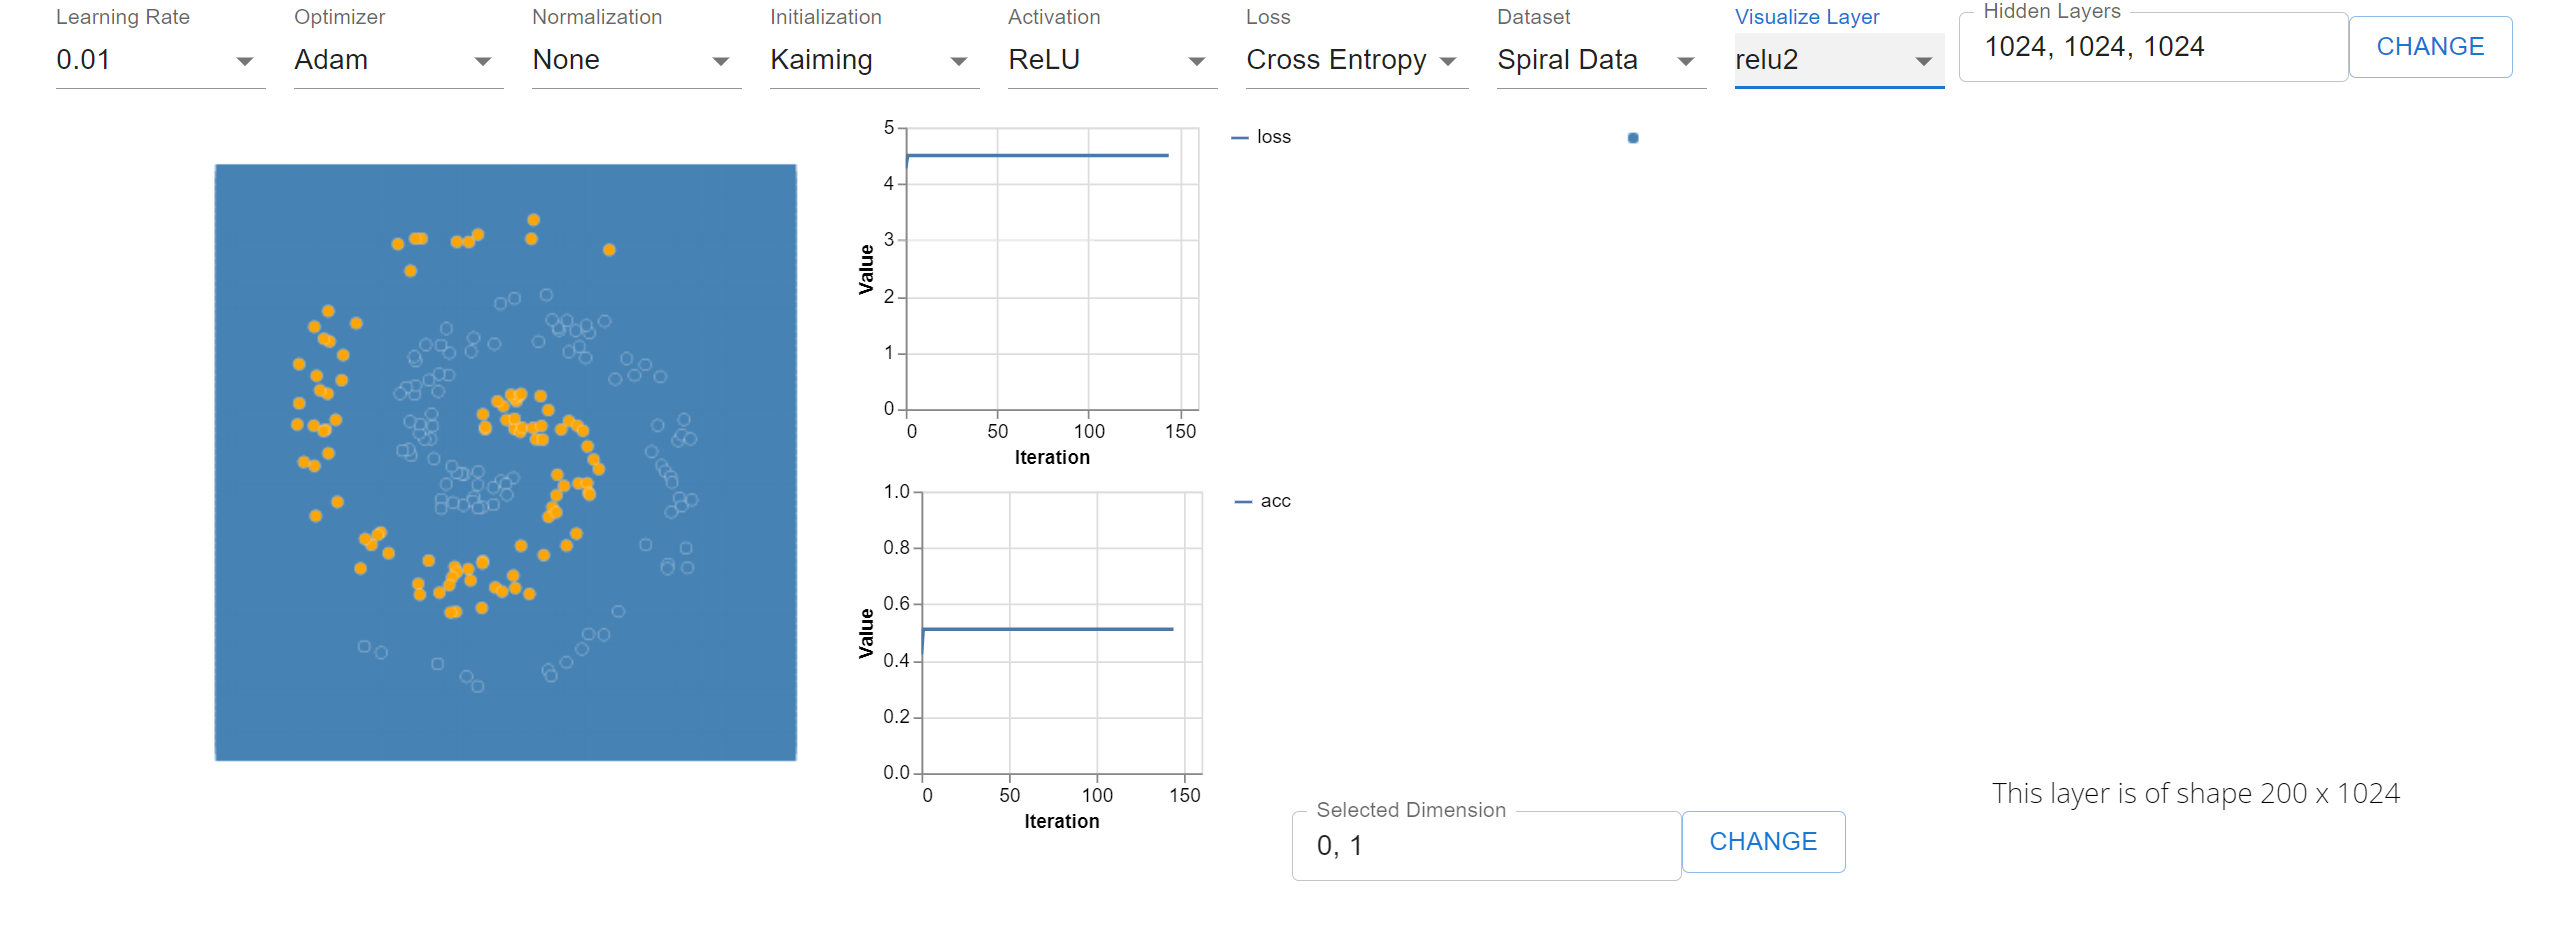 Learning Rate Optimizer Normalization Initialization Activation Loss Dataset Visualize Layer Hidden Layers
0.01 Adam None Kaiming ReLU Cross Entropy Spiral Data relu2 1024, 1024, 1024 CHANGE
5
4
3
2
1
0
Value
0 50 100 150
Iteration
loss
1.0
0.8
0.6
0.4
0.2
0.0
Value
0 50 100 150
Iteration
acc
Selected Dimension
0, 1 CHANGE
This layer is of shape 200 x 1024